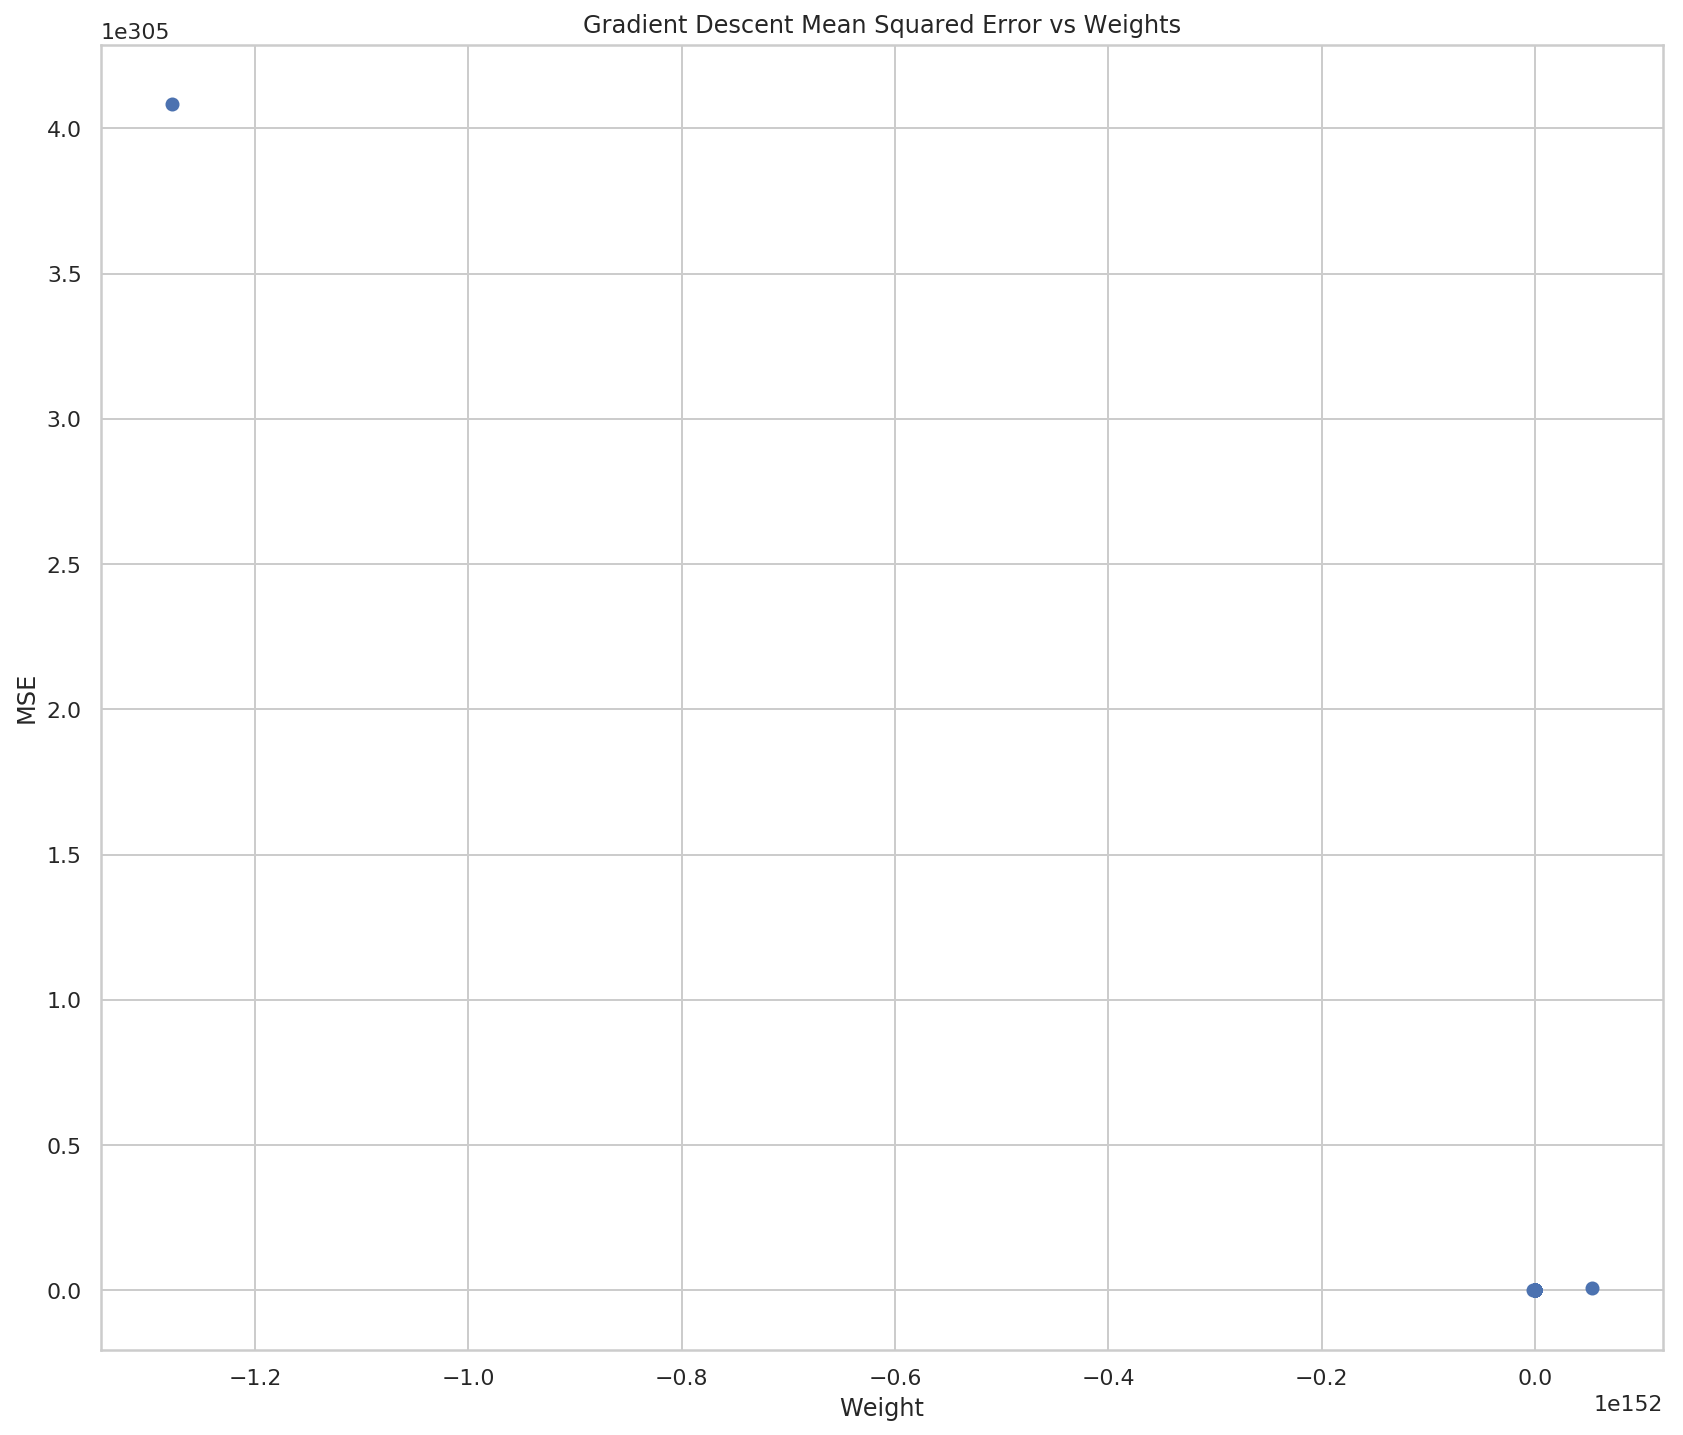 Gradient Descent Mean Squared Error vs Weights
1e305
4.0
3.5
3.0
2.5
2.0
1.5
1.0
0.5
0.0
MSE
−1.2 −1.0 −0.8 −0.6 −0.4 −0.2 0.0
1e152
Weight